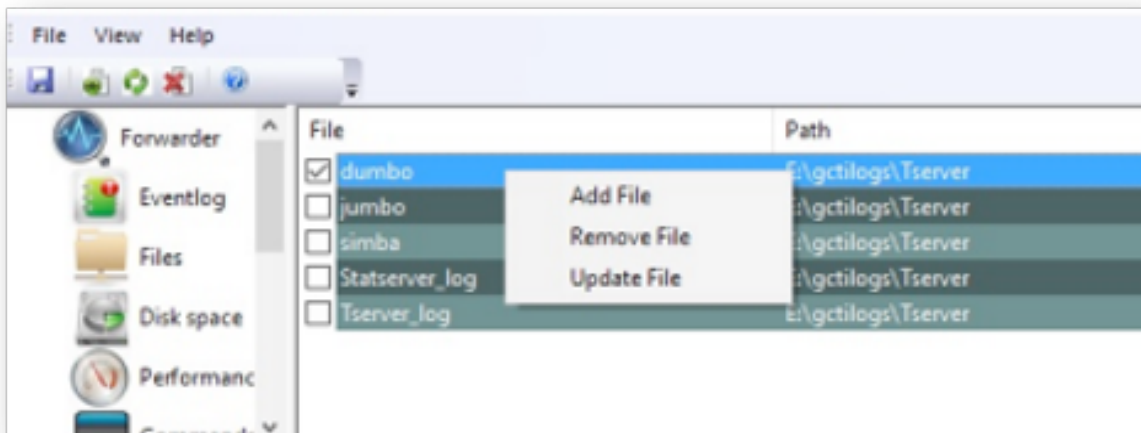 File View Help
Forwarder
Eventlog
Files
Disk space
Performanc
File Path
dumbo E:\gctilogs\Tserver
jumbo :\gctilogs\Tserver
simba :\gctilogs\Tserver
Statserver_log :\gctilogs\Tserver
Tserver_log E:\gctilogs\Tserver
Add File
Remove File
Update File